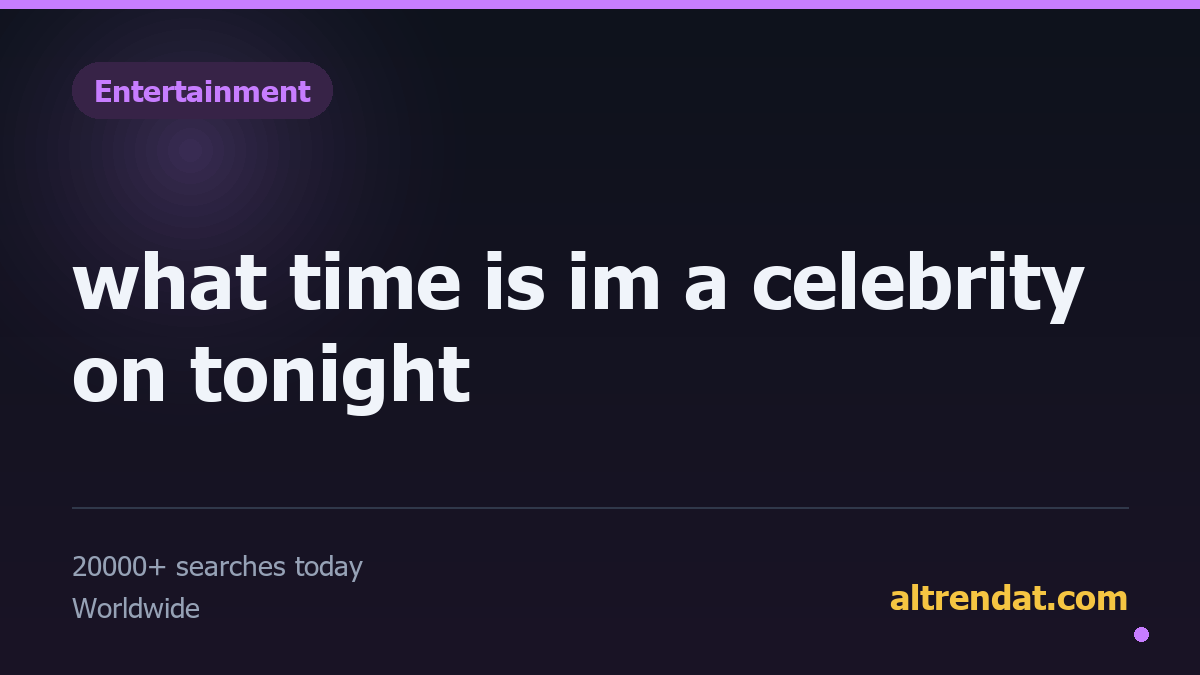 Entertainment
what time is im a celebrity
on tonight
20000+ searches today
Worldwide
altrendat.com